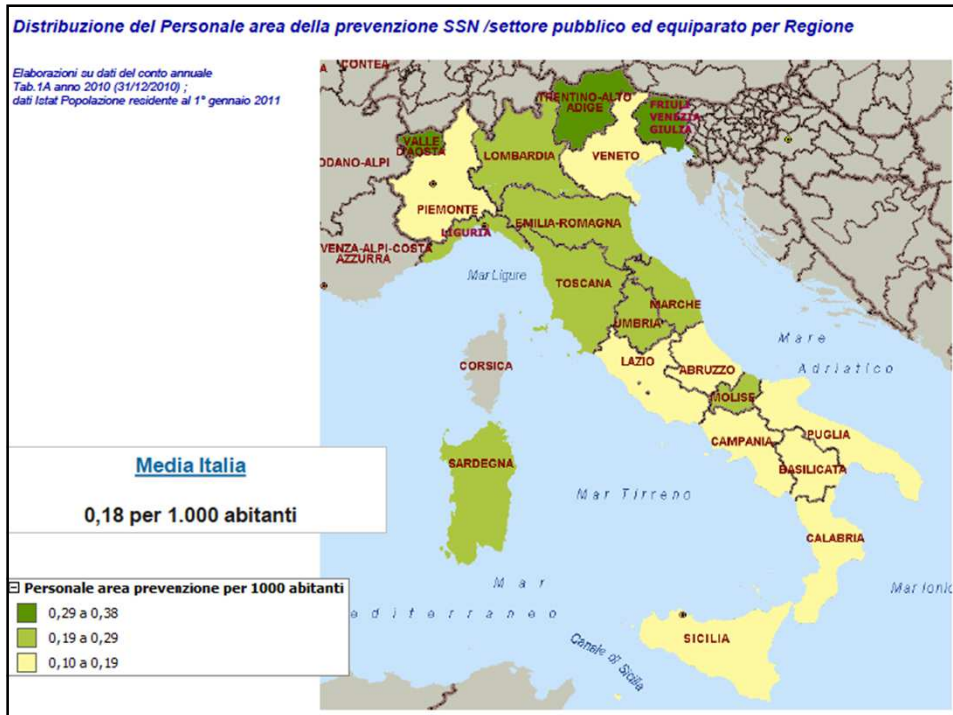 Distribuzione del Personale area della prevenzione SSN /settore pubblico ed equiparato per Regione
Elaborazioni su dati del conto annuale
Tab.1A anno 2010 (31/12/2010) ;
dati Istat Popolazione residente al 1° gennaio 2011
A
CONTEA
TRENTINO-ALTO
ADIGE
FRIULI
VENEZIA
GIULIA
VALLE
D'AOSTA
LOMBARDIA
VENETO
ODANO-ALPI
PIEMONTE
LIGURIA
EMILIA-ROMAGNA
VENZA-ALPI-COSTA
AZZURRA
Mar Ligure
TOSCANA
MARCHE
UMBRIA
Mare
Adriatico
CORSICA
LAZIO
ABRUZZO
MOLISE
CAMPANIA
PUGLIA
BASILICATA
SARDEGNA
Media Italia
0,18 per 1.000 abitanti
Mar Tirreno
CALABRIA
Mar Ionio
Mar
editerraneo
Personale area prevenzione per 1000 abitanti
0,29 a 0,38
0,19 a 0,29
0,10 a 0,19
SICILIA
Canale di Sicilia